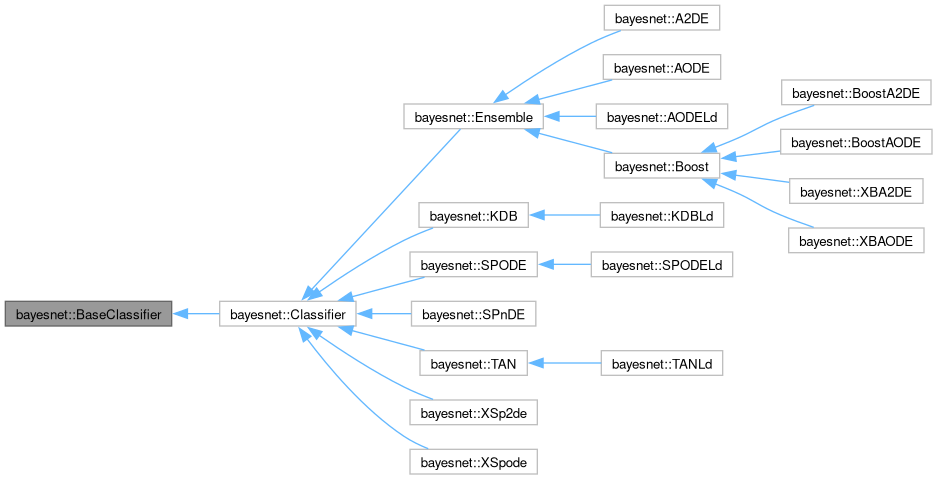 bayesnet::A2DE
bayesnet::AODE
bayesnet::BoostA2DE
bayesnet::Ensemble
bayesnet::AODELd
bayesnet::BoostAODE
bayesnet::Boost
bayesnet::XBA2DE
bayesnet::KDB
bayesnet::KDBLd
bayesnet::XBAODE
bayesnet::SPODE
bayesnet::SPODELd
bayesnet::BaseClassifier
bayesnet::Classifier
bayesnet::SPnDE
bayesnet::TAN
bayesnet::TANLd
bayesnet::XSp2de
bayesnet::XSpode